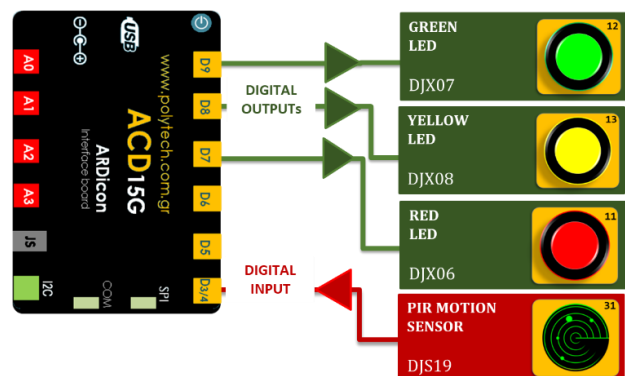 USB
A0
A1
A2
A3
JS
I2C
COM
SPI
ARDicon
Interface board
ACD15G
www.polytech.com.gr
D9
D8
D7
D6
D5
D3/4
DIGITAL
OUTPUTs
DIGITAL
INPUT
GREEN
LED
DJX07
12
YELLOW
LED
DJX08
13
RED
LED
DJX06
11
PIR MOTION
SENSOR
DJS19
31